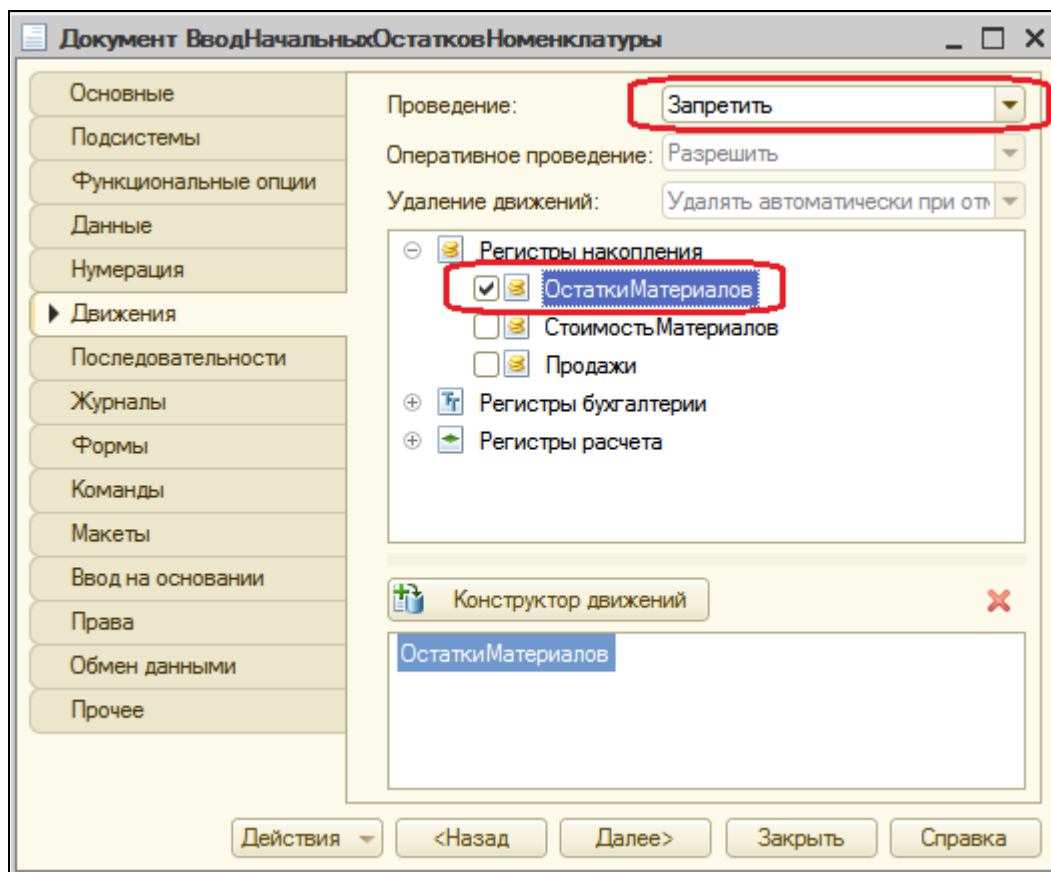 Документ ВводНачальныхОстатковНоменклатуры
Основные
Подсистемы
Функциональные опции
Данные
Нумерация
Движения
Последовательности
Журналы
Формы
Команды
Макеты
Ввод на основании
Права
Обмен данными
Прочее
Проведение: Запретить
Оперативное проведение: Разрешить
Удаление движений: Удалять автоматически при отм
Регистры накопления
ОстаткиМатериалов
СтоимостьМатериалов
Продажи
Регистры бухгалтерии
Регистры расчета
Конструктор движений
ОстаткиМатериалов
Действия <Назад Далее> Закрыть Справка